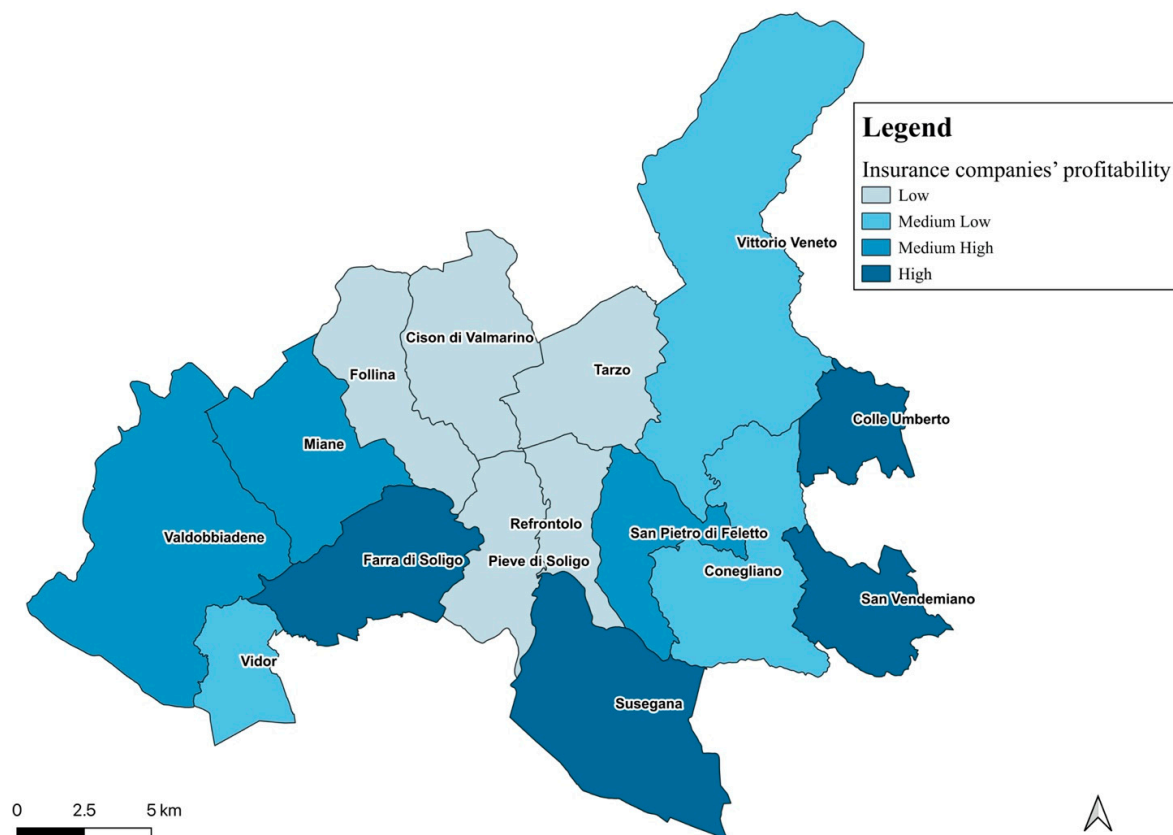 Legend
Insurance companies' profitability
Low
Medium Low
Medium High
High
Vittorio Veneto
Cison di Valmarino
Follina
Tarzo
Colle Umberto
Miane
Refrontolo
San Pietro di Feletto
Valdobbiadene
Farra di Soligo
Pieve di Soligo
Conegliano
San Vendemiano
Vidor
Susegana
0 2.5 5 km